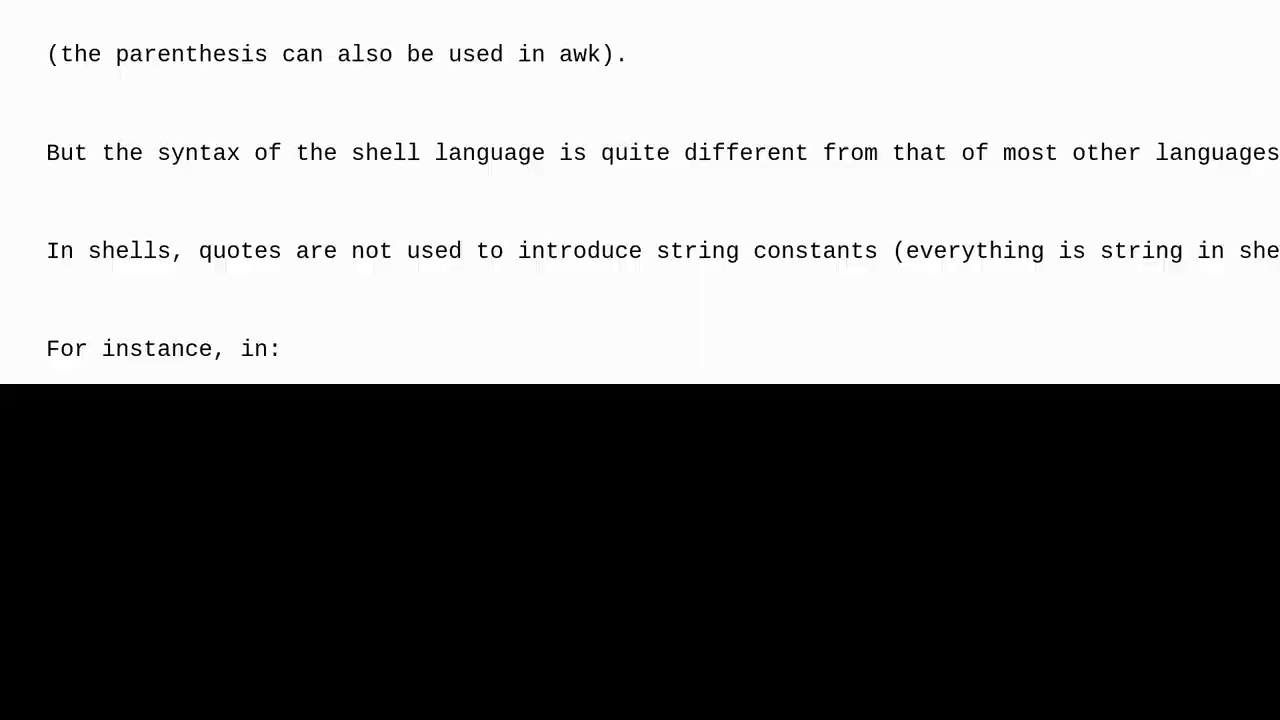 (the parenthesis can also be used in awk).
But the syntax of the shell language is quite different from that of most other languages
In shells, quotes are not used to introduce string constants (everything is string in she
For instance, in: